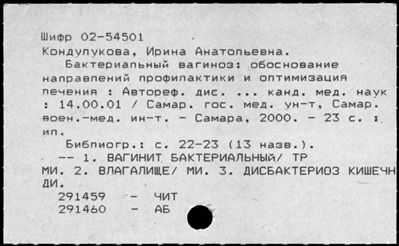 Шифр 02-54501
Кондулукова, Ирина Анатольевна.
Бактериальный вагиноз: обоснование
направлений профилактики и оптимизация
лечения : Автореф. дис. ... канд. мед. наук
: 14.00.01 / Самар. гос. мед. ун-т, Самар.
воен.-мед. ин-т. - Самара, 2000. - 23 с. :
ил.
Библиогр.: с. 22-23 (13 назв.).
-- 1. ВАГИНИТ БАКТЕРИАЛЬНЫЙ/ ТР
МИ. 2. ВЛАГАЛИЩЕ/ МИ. 3. ДИСБАКТЕРИОЗ КИШЕЧН
ДИ.
291459 - ЧИТ
291460 - АБ